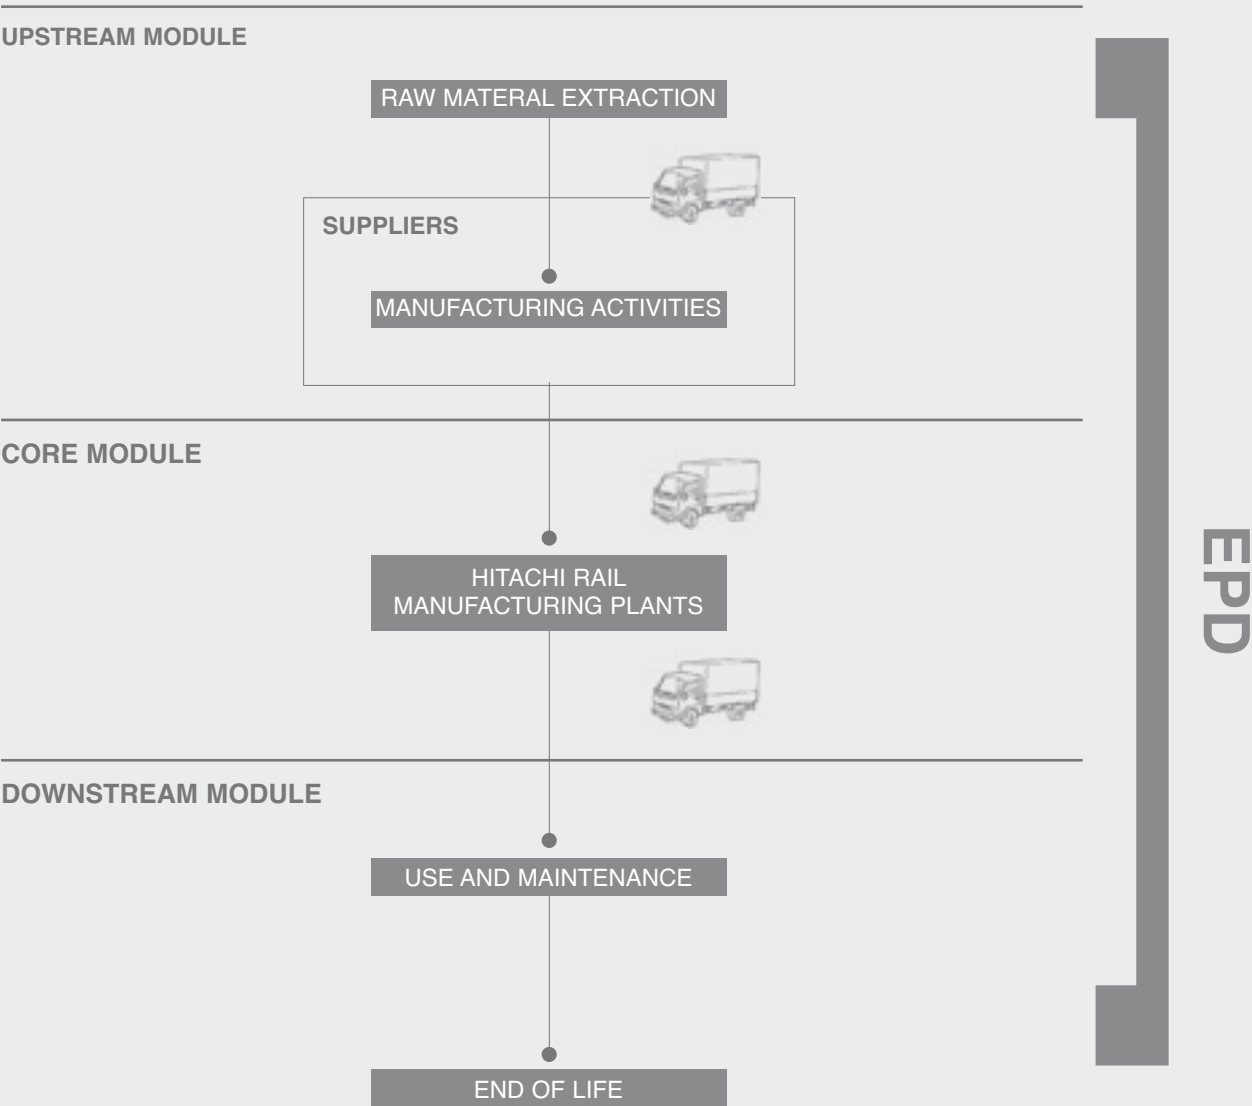 UPSTREAM MODULE
RAW MATERAL EXTRACTION
SUPPLIERS
MANUFACTURING ACTIVITIES
CORE MODULE
HITACHI RAIL
MANUFACTURING PLANTS
DOWNSTREAM MODULE
USE AND MAINTENANCE
END OF LIFE
EPD